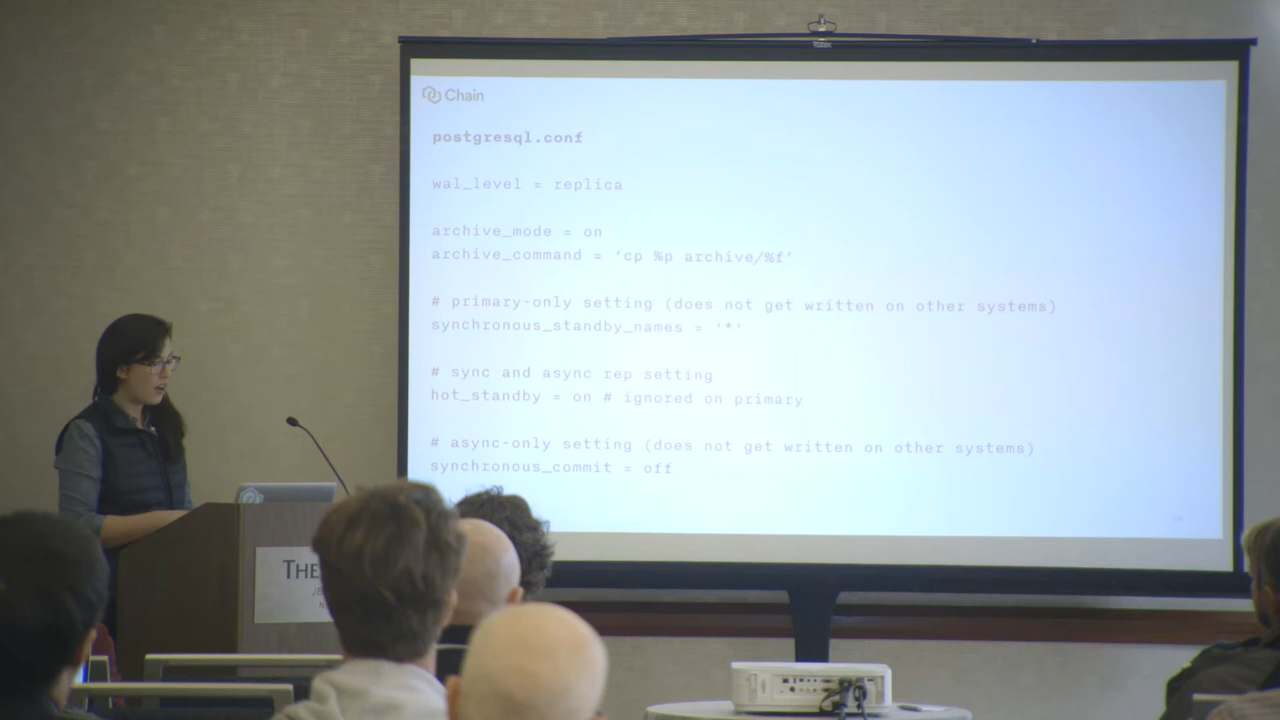 Chain
postgresql.conf
wal_level = replica
archive_mode = on
archive_command = ‘cp %p archive/%f’
# primary-only setting (does not get written on other systems)
synchronous_standby_names = '*'
# sync and async rep setting
hot_standby = on # ignored on primary
# async-only setting (does not get written on other systems)
synchronous_commit = off
THE